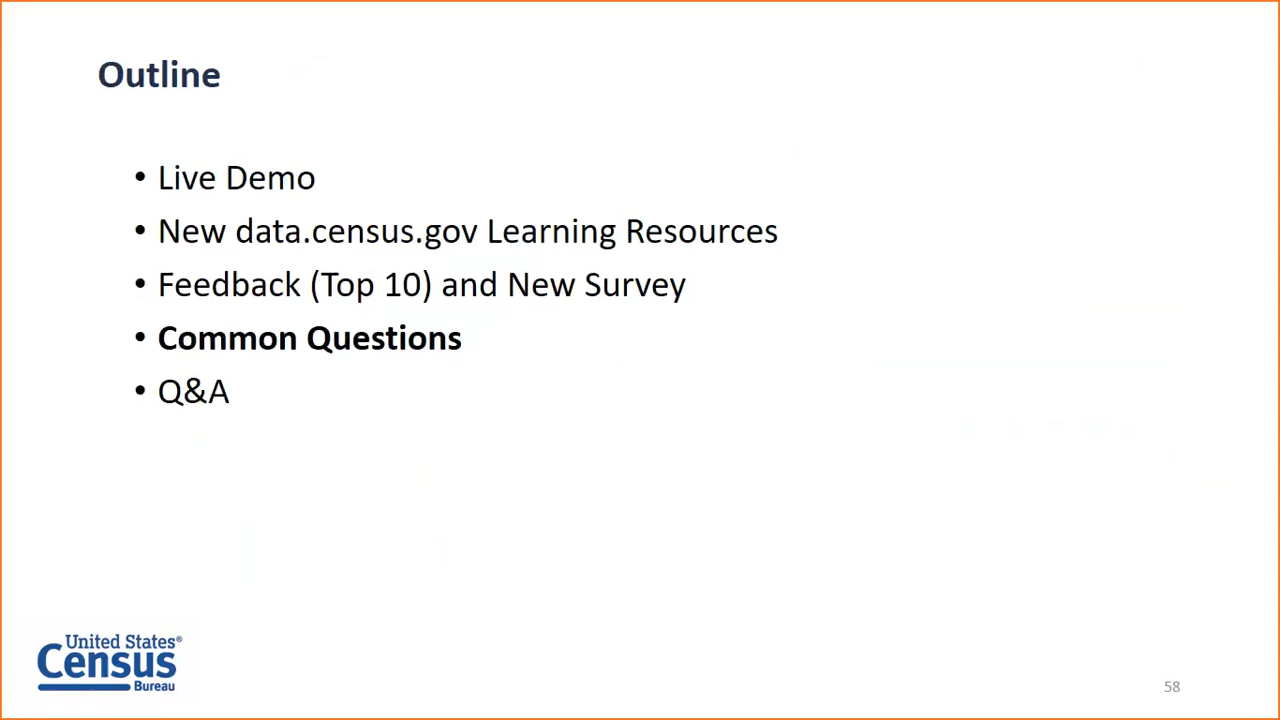 Outline
• Live Demo
• New data.census.gov Learning Resources
• Feedback (Top 10) and New Survey
• Common Questions
• Q&A
United States®
Census
Bureau
58